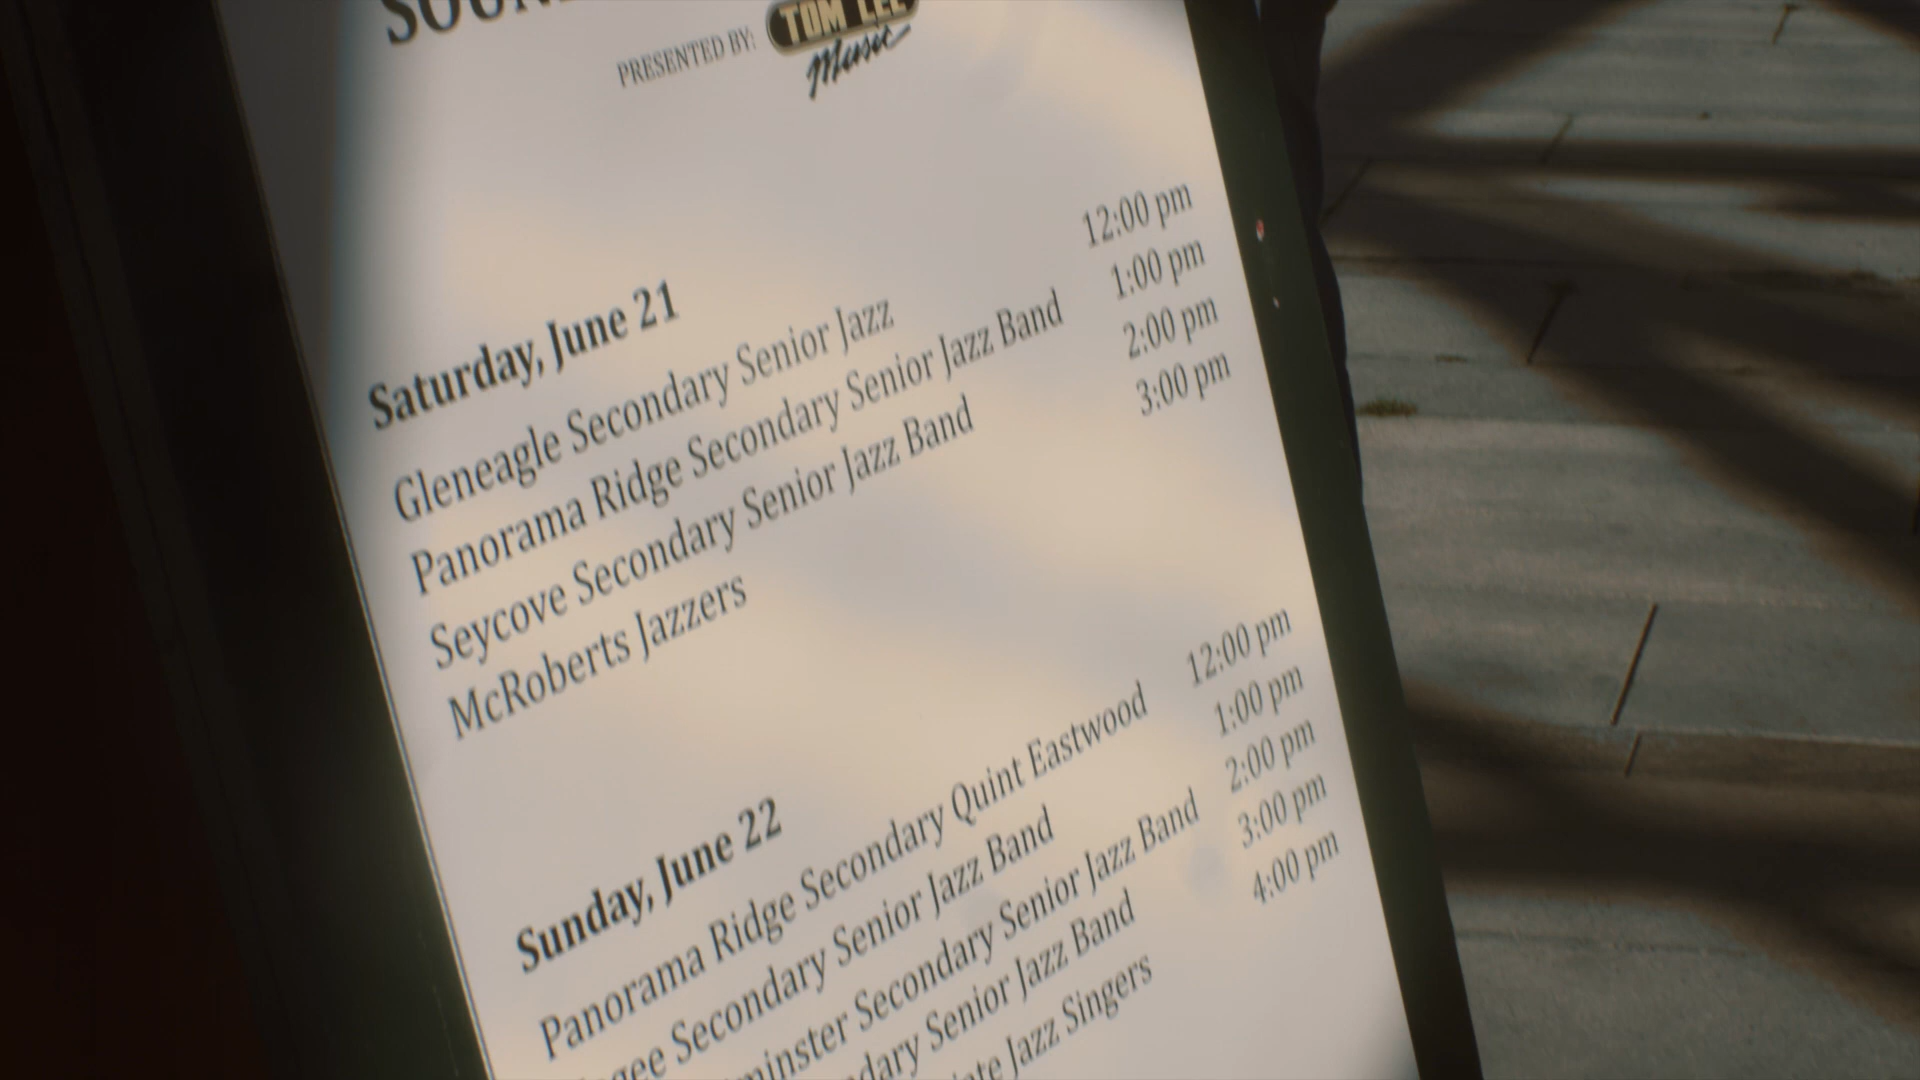 PRESENTED BY: TOM LEE Music
Saturday, June 21
Gleneagle Secondary Senior Jazz 12:00 pm
Panorama Ridge Secondary Senior Jazz Band 1:00 pm
Seycove Secondary Senior Jazz Band 2:00 pm
McRoberts Jazzers 3:00 pm
Sunday, June 22
Panorama Ridge Secondary Quint Eastwood 12:00 pm
Secondary Senior Jazz Band 1:00 pm
Secondary Senior Jazz Band 2:00 pm
Senior Jazz Band 3:00 pm
Jazz Singers 4:00 pm